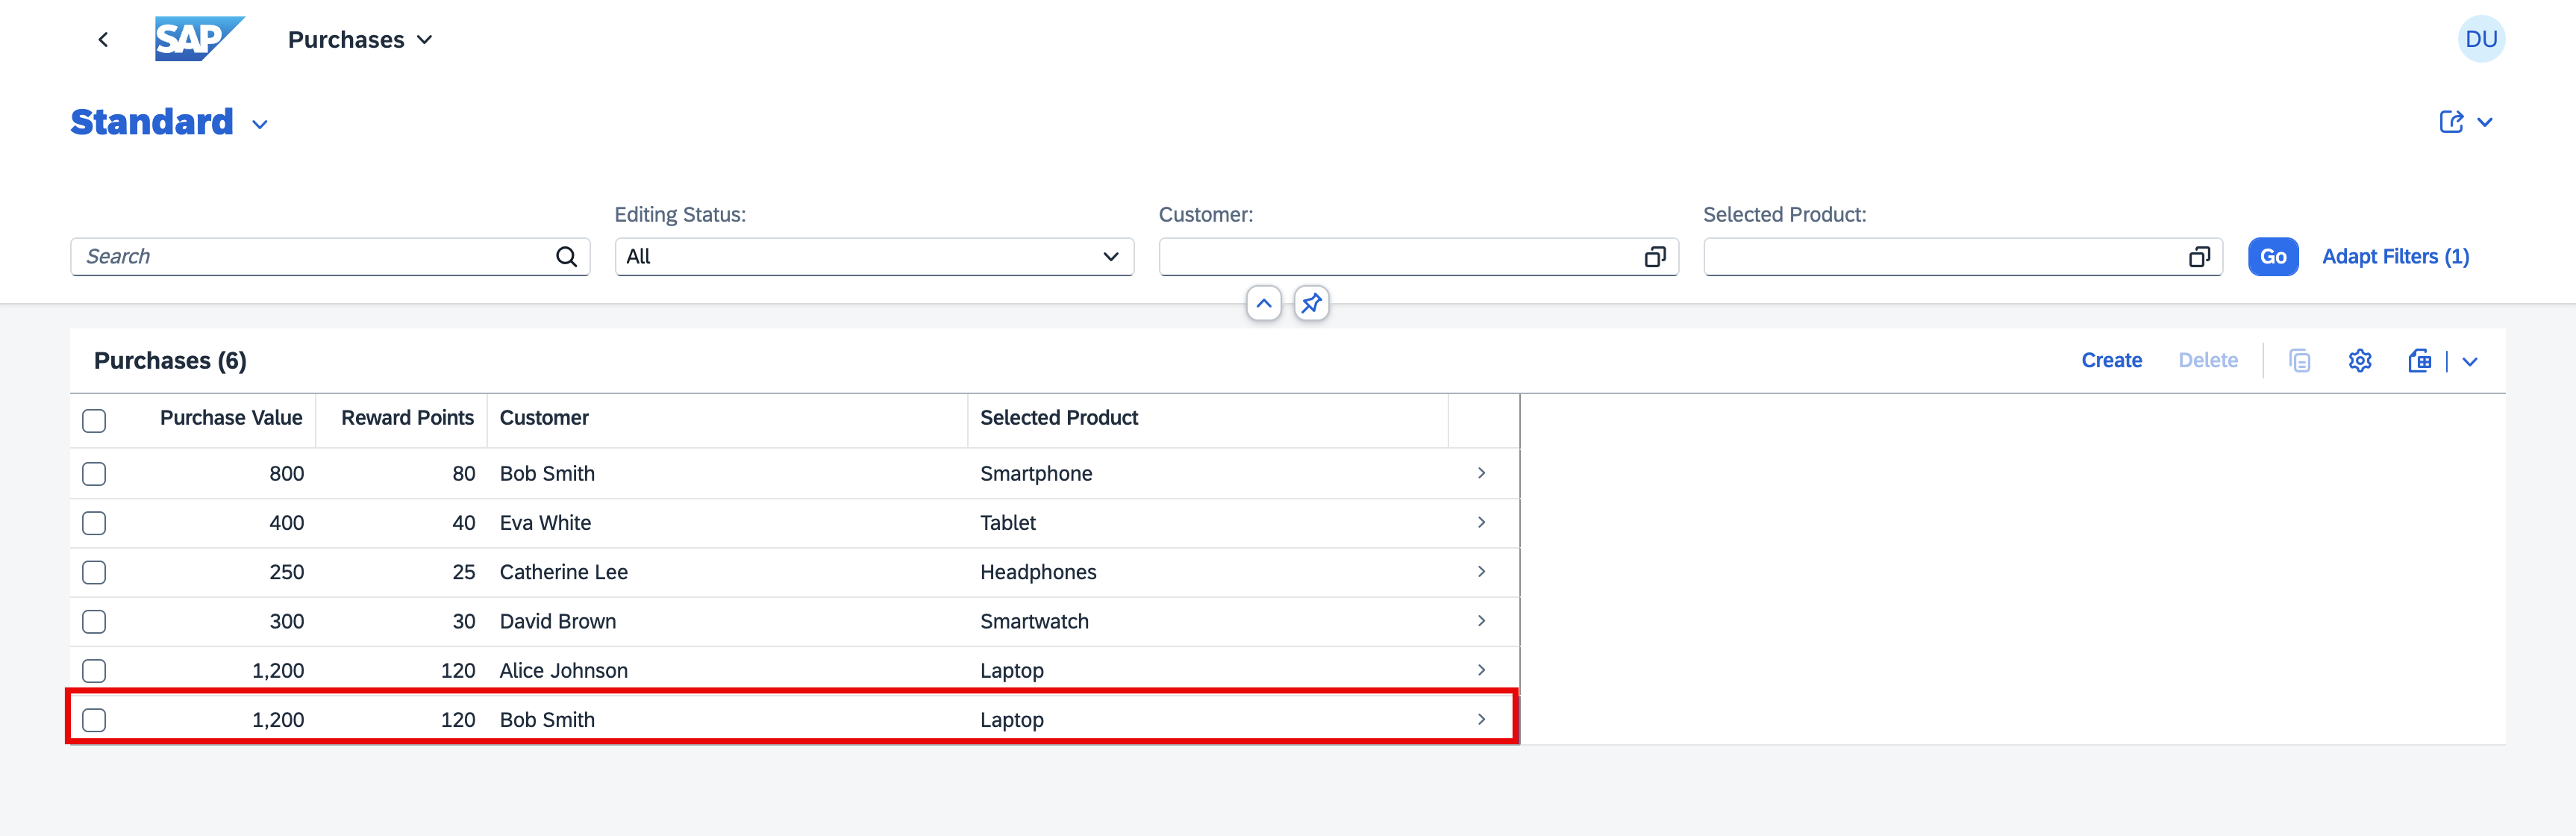 SAP Purchases DU
Standard
Editing Status: Customer: Selected Product:
Search All Go Adapt Filters (1)
Purchases (6) Create Delete
Purchase Value Reward Points Customer Selected Product
800 80 Bob Smith Smartphone
400 40 Eva White Tablet
250 25 Catherine Lee Headphones
300 30 David Brown Smartwatch
1,200 120 Alice Johnson Laptop
1,200 120 Bob Smith Laptop